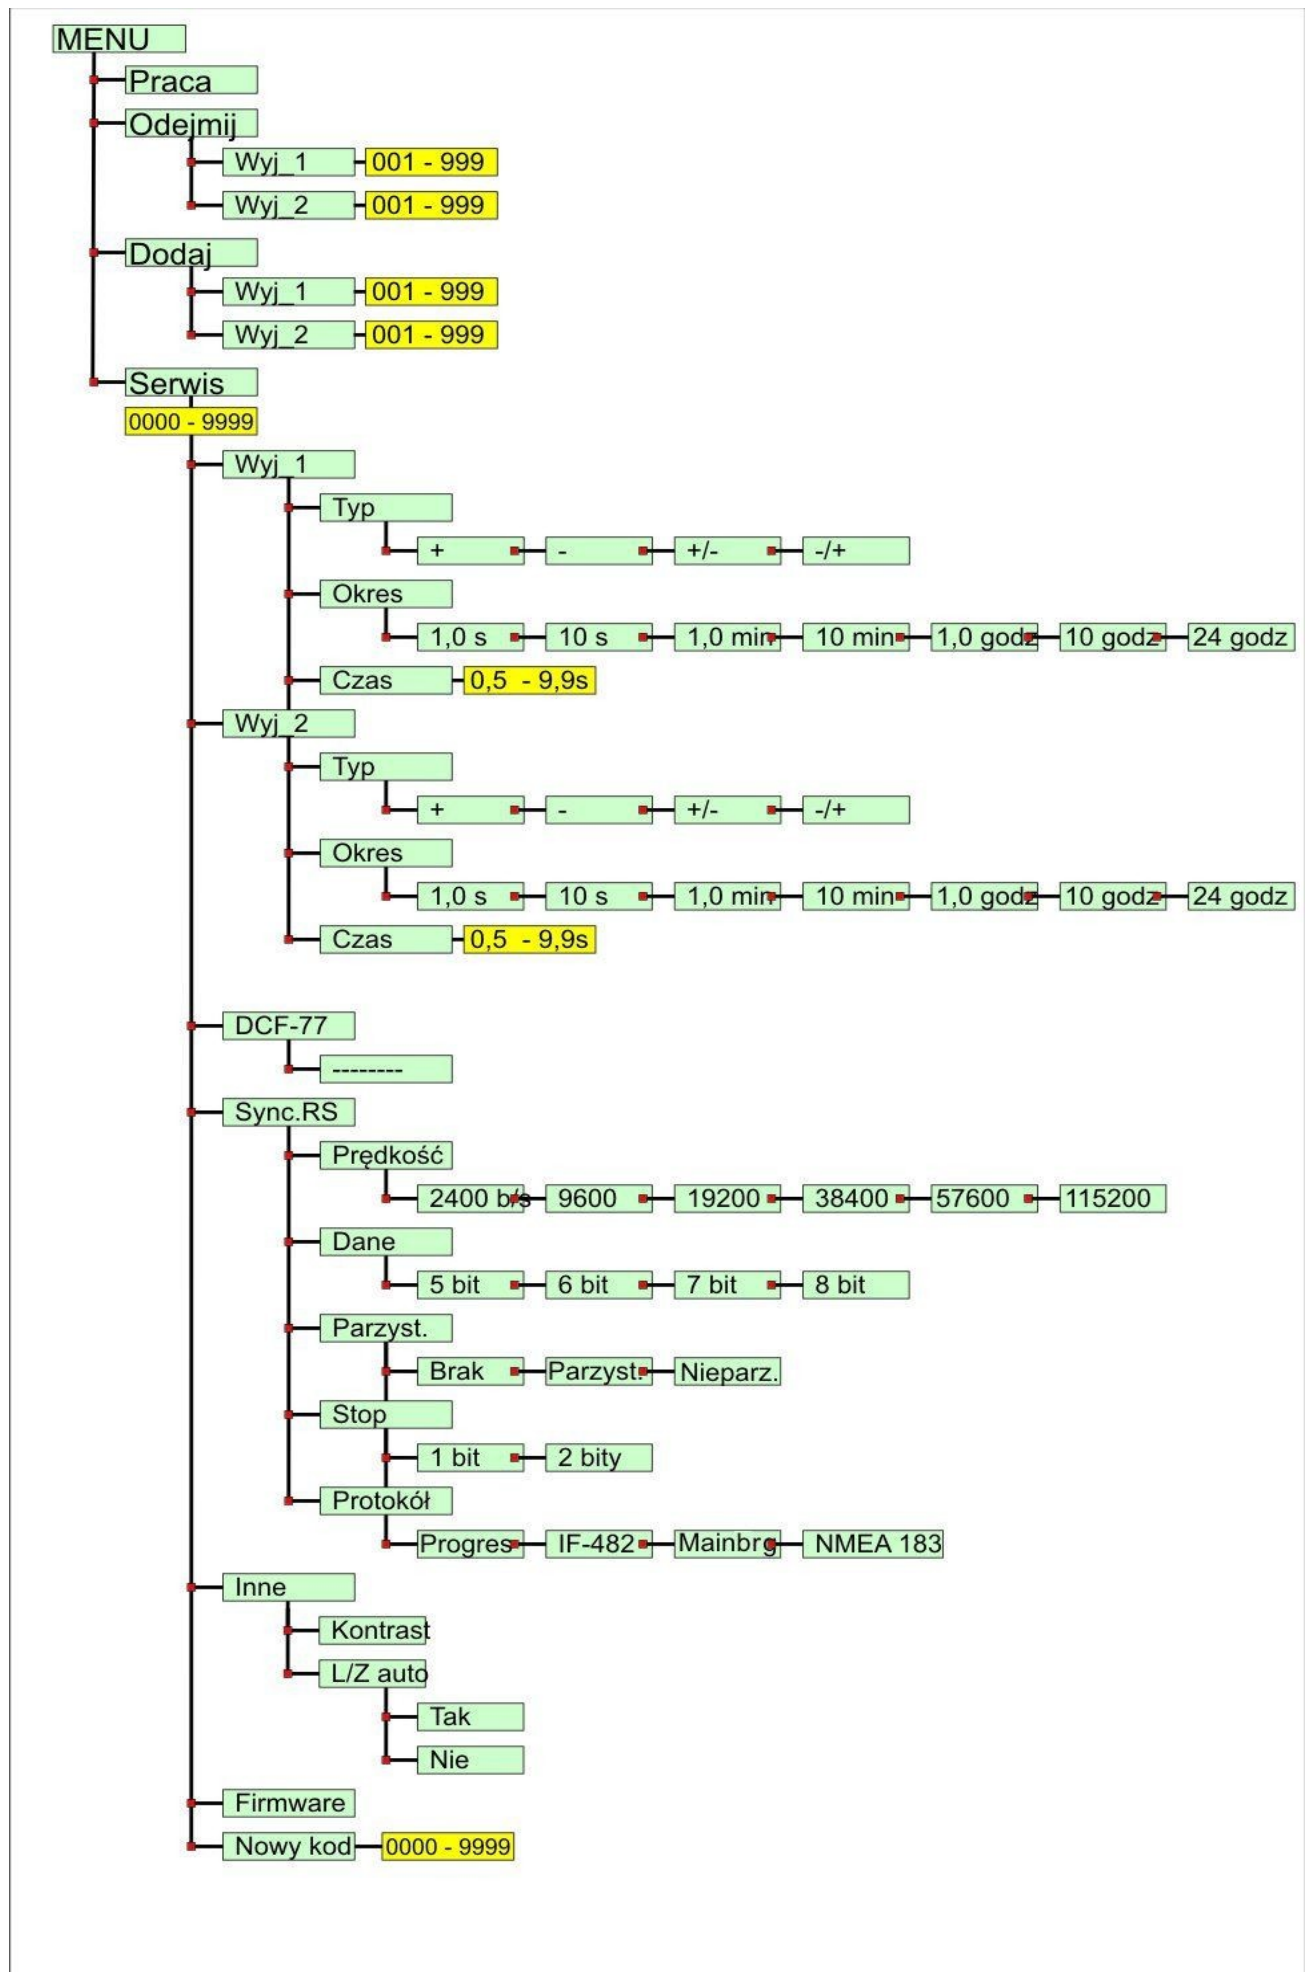 MENU
Praca
Odejmij
Wyj_1 001 - 999
Wyj_2 001 - 999
Dodaj
Wyj_1 001 - 999
Wyj_2 001 - 999
Serwis
0000 - 9999
Wyj_1
Typ
+ - +/- -/+
Okres
1,0 s 10 s 1,0 min 10 min 1,0 godz 10 godz 24 godz
Czas 0,5 - 9,9s
Wyj_2
Typ
+ - +/- -/+
Okres
1,0 s 10 s 1,0 min 10 min 1,0 godz 10 godz 24 godz
Czas 0,5 - 9,9s
DCF-77
--------
Sync.RS
Prędkość
2400 b/s 9600 19200 38400 57600 115200
Dane
5 bit 6 bit 7 bit 8 bit
Parzyst.
Brak Parzyst. Nieparz.
Stop
1 bit 2 bity
Protokół
Progres IF-482 Mainbrg NMEA 183
Inne
Kontrast
L/Z auto
Tak
Nie
Firmware
Nowy kod 0000 - 9999